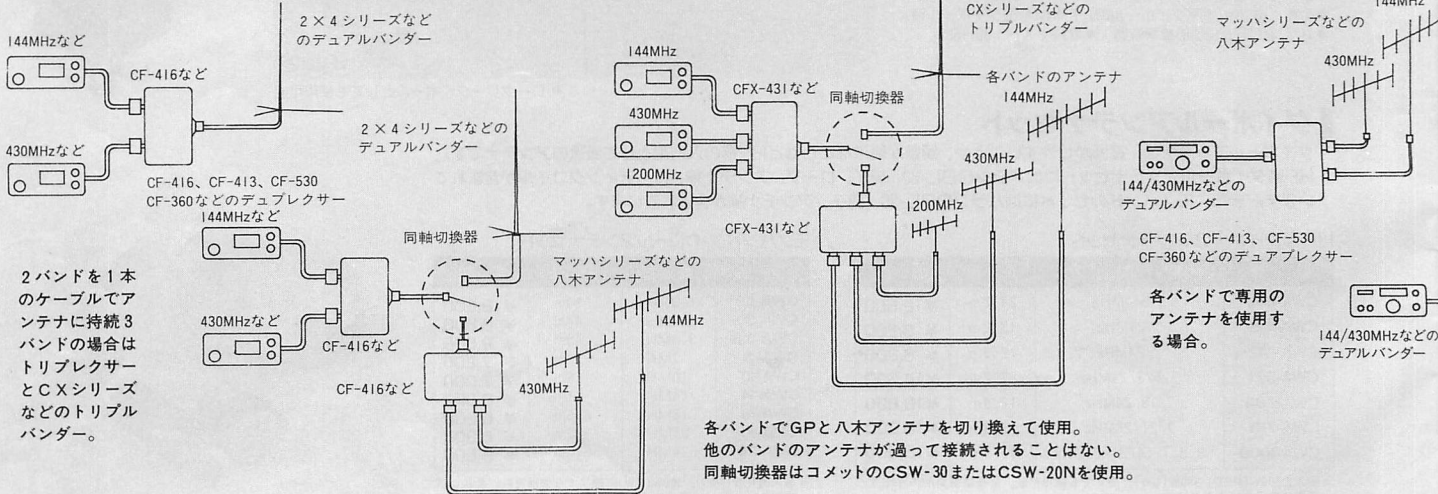 144MHzなど
CF-416など
430MHzなど
2×4シリーズなど
のデュアルバンダー
CF-416、CF-413、CF-530
CF-360などのデュプレクサー
2バンドを1本
のケーブルでア
ンテナに持続3
バンドの場合は
トリプレクサー
とCXシリーズ
などのトリプル
バンダー。
144MHzなど
430MHzなど
CF-416など
2×4シリーズなどの
デュアルバンダー
同軸切換器
マッハシリーズなどの
八木アンテナ
144MHz
430MHz
CF-416など
144MHz
430MHz
1200MHz
CFX-431など
同軸切換器
CXシリーズなどの
トリプルバンダー
各バンドのアンテナ
144MHz
430MHz
1200MHz
CFX-431など
各バンドでGPと八木アンテナを切り換えて使用。
他のバンドのアンテナが過って接続されることはない。
同軸切換器はコメットのCSW-30またはCSW-20Nを使用。
マッハシリーズなどの
八木アンテナ
144MHz
430MHz
144/430MHzなどの
デュアルバンダー
CF-416、CF-413、CF-530
CF-360などのデュアプレクサー
各バンドで専用の
アンテナを使用す
る場合。
144/430MHzなどの
デュアルバンダー